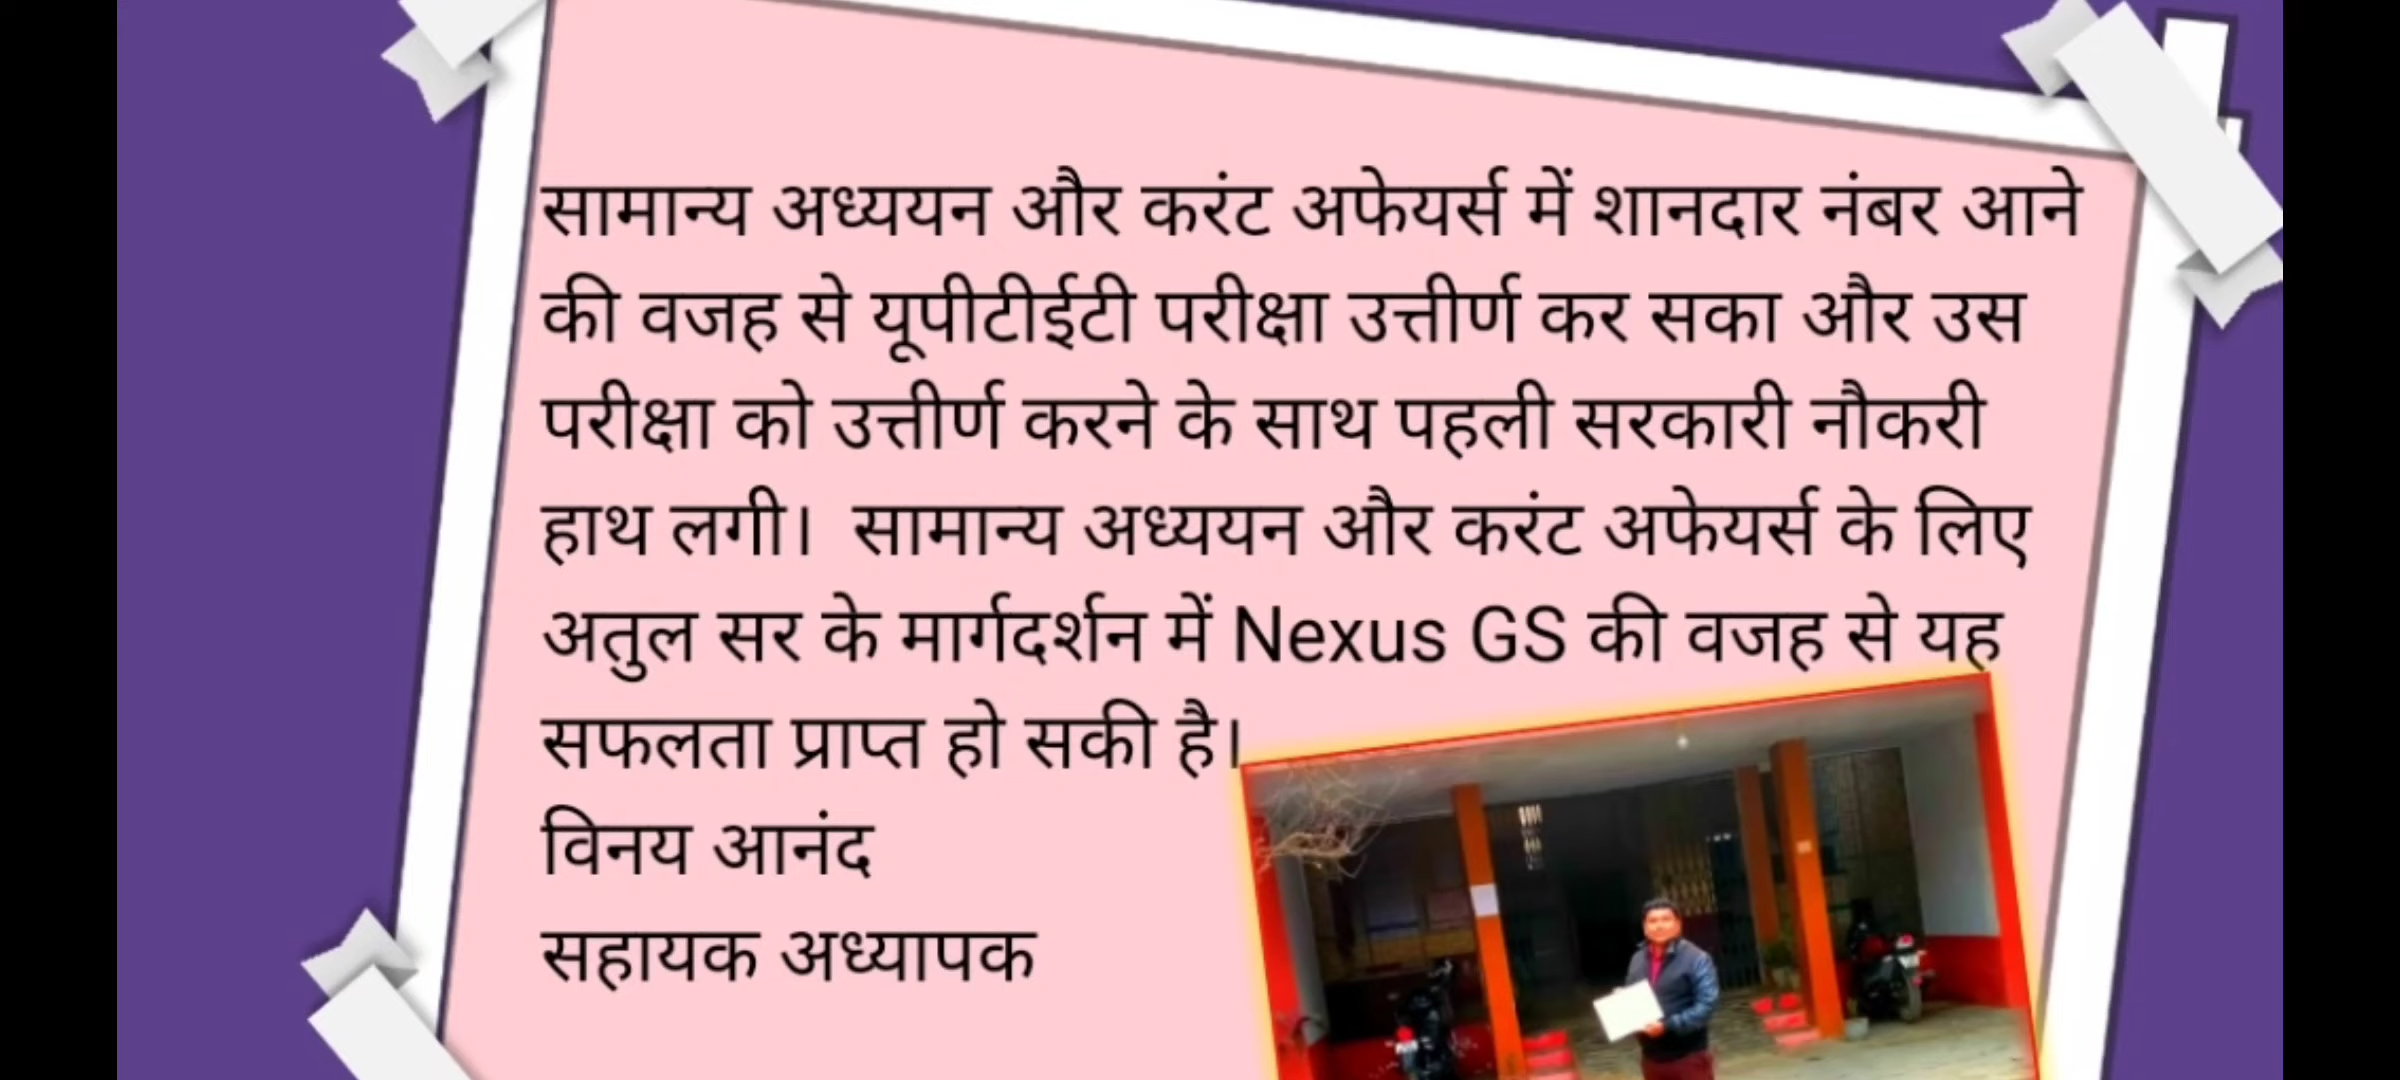 सामान्य अध्ययन और करंट अफेयर्स में शानदार नंबर आने
की वजह से यूपीटीईटी परीक्षा उत्तीर्ण कर सका और उस
परीक्षा को उत्तीर्ण करने के साथ पहली सरकारी नौकरी
हाथ लगी। सामान्य अध्ययन और करंट अफेयर्स के लिए
अतुल सर के मार्गदर्शन में Nexus GS की वजह से यह
सफलता प्राप्त हो सकी है।
विनय आनंद
सहायक अध्यापक